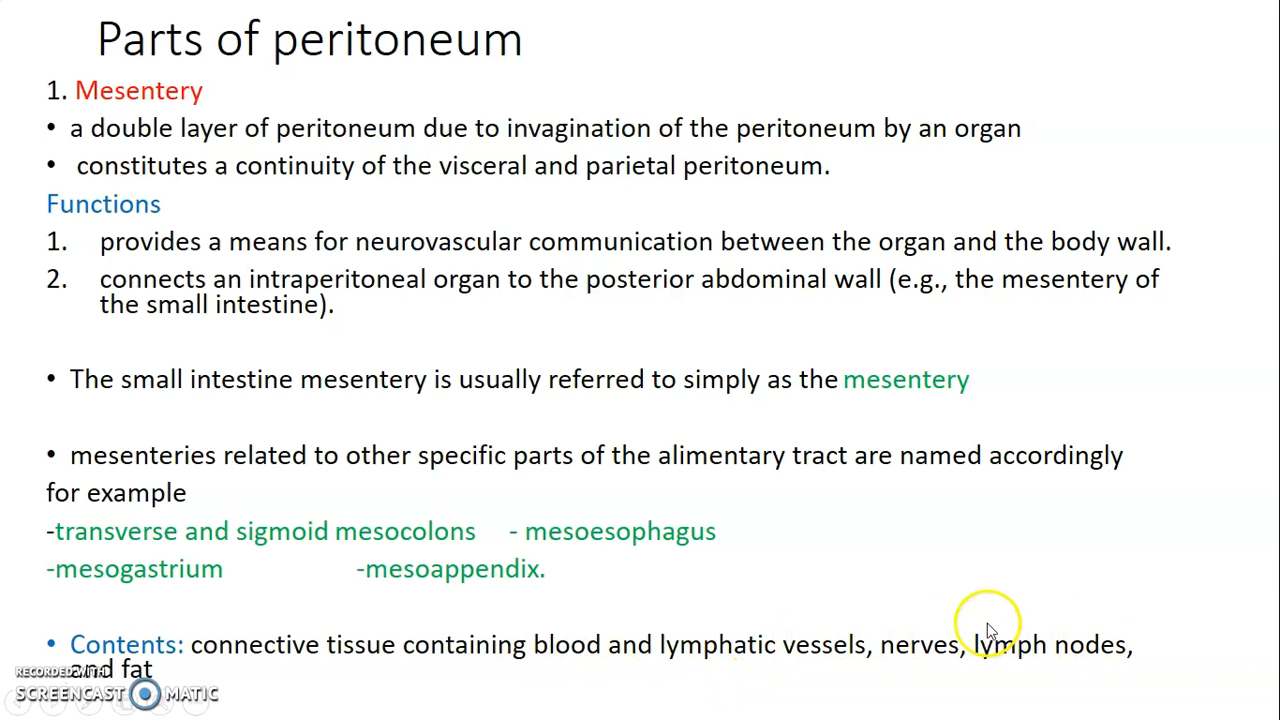 Parts of peritoneum
1. Mesentery
• a double layer of peritoneum due to invagination of the peritoneum by an organ
• constitutes a continuity of the visceral and parietal peritoneum.
Functions
1. provides a means for neurovascular communication between the organ and the body wall.
2. connects an intraperitoneal organ to the posterior abdominal wall (e.g., the mesentery of
the small intestine).
• The small intestine mesentery is usually referred to simply as the mesentery
• mesenteries related to other specific parts of the alimentary tract are named accordingly
for example
-transverse and sigmoid mesocolons - mesoesophagus
-mesogastrium -mesoappendix.
• Contents: connective tissue containing blood and lymphatic vessels, nerves, lymph nodes,
and fat
RECORDED WITH
SCREENCAST MATIC